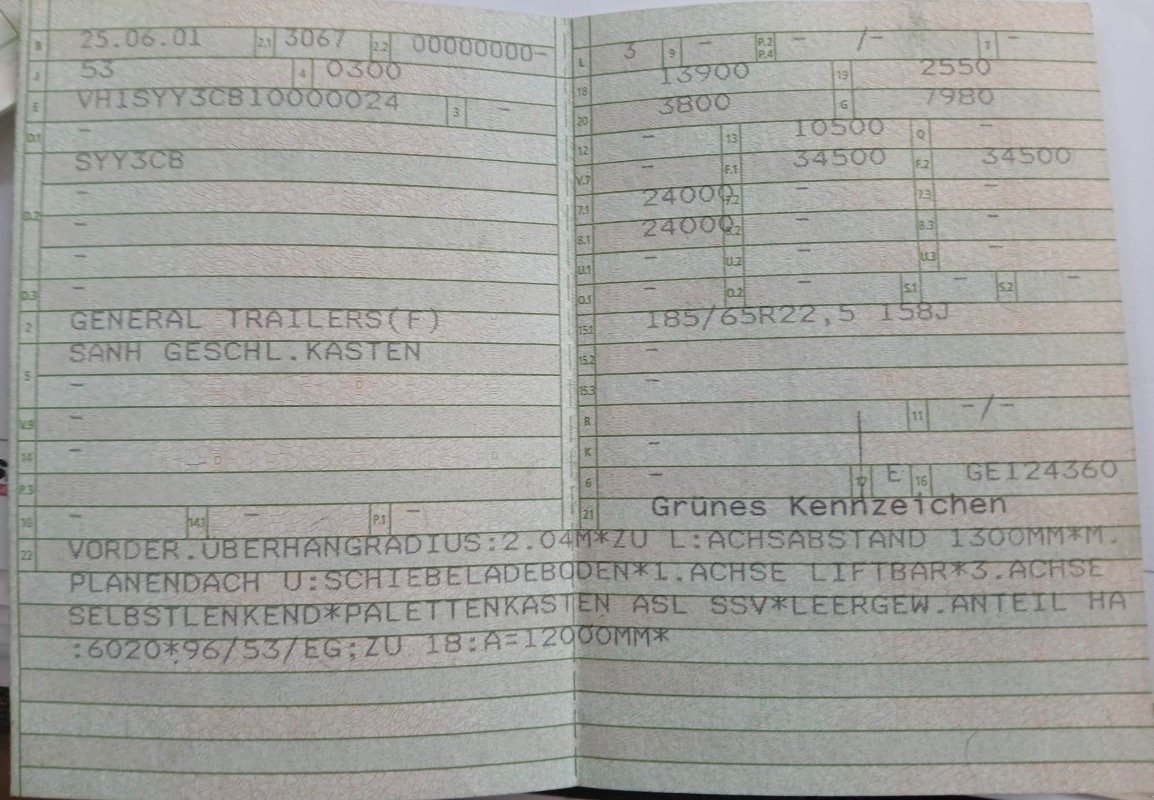 B 25.06.01 2.1 3067 2.2 00000000-
J 53 4 0300
E VH1SYY3CB10000024 3 -
D.1 -
SYY3CB
-
D.2 -
-
D.3 -
2 GENERAL TRAILERS(F)
SANH GESCHL.KASTEN
5 -
V.9 -
14 -
P.3
10 - 14.1 - P.1 -
L 3 9 - P.2 P.4 - /- T -
18 13900 19 2550
20 3800 G 7980
12 - 13 10500 Q -
V.7 - F.1 34500 F.2 34500
7.1 24000 7.2 - 7.3 -
8.1 24000 8.2 - 8.3 -
U.1 - U.2 - U.3 -
O.1 - O.2 - S.1 - S.2 -
15.1 185/65R22,5 158J
15.2 -
15.3 -
R 11 -/-
K -
6 - 17 E 16 GE124360
21 Grünes Kennzeichen
22 VORDER.UBERHANGRADIUS:2.04M*ZU L:ACHSABSTAND 1300MM*M.
PLANENDACH U:SCHIEBELADEBODEN*1.ACHSE LIFTBAR*3.ACHSE
SELBSTLENKEND*PALETTENKASTEN ASL SSV*LEERGEW.ANTEIL HA
:6020*96/53/EG;ZU 18:A=12000MM*